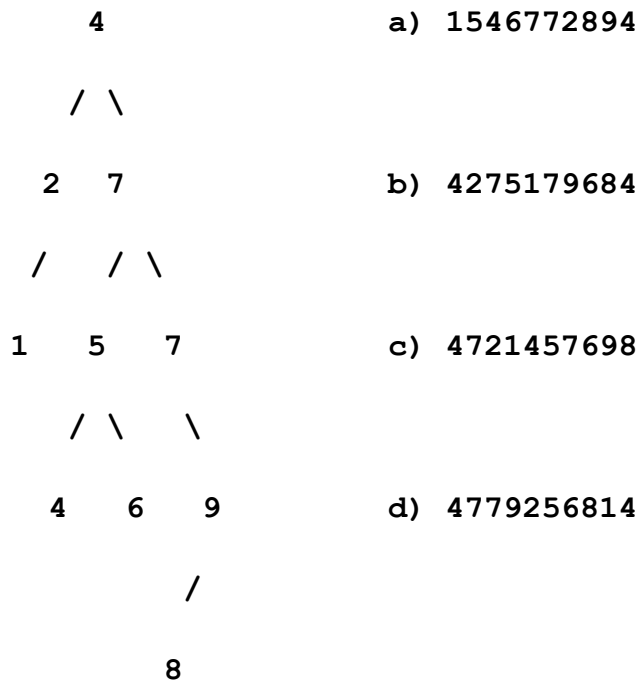 4 a) 1546772894
/ \
2 7 b) 4275179684
/ / \
1 5 7 c) 4721457698
/ \ \
4 6 9 d) 4779256814
/
8